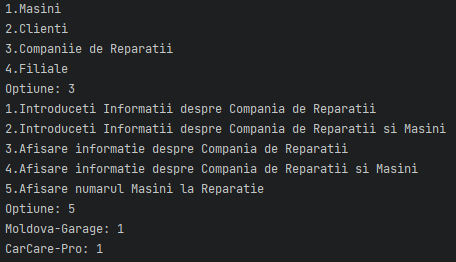 1.Masini
2.Clienti
3.Companiie de Reparatii
4.Filiale
Optiune: 3
1.Introduceti Informatii despre Compania de Reparatii
2.Introduceti Informatii despre Compania de Reparatii si Masini
3.Afisare informatie despre Compania de Reparatii
4.Afisare informatie despre Compania de Reparatii si Masini
5.Afisare numarul Masini la Reparatie
Optiune: 5
Moldova-Garage: 1
CarCare-Pro: 1